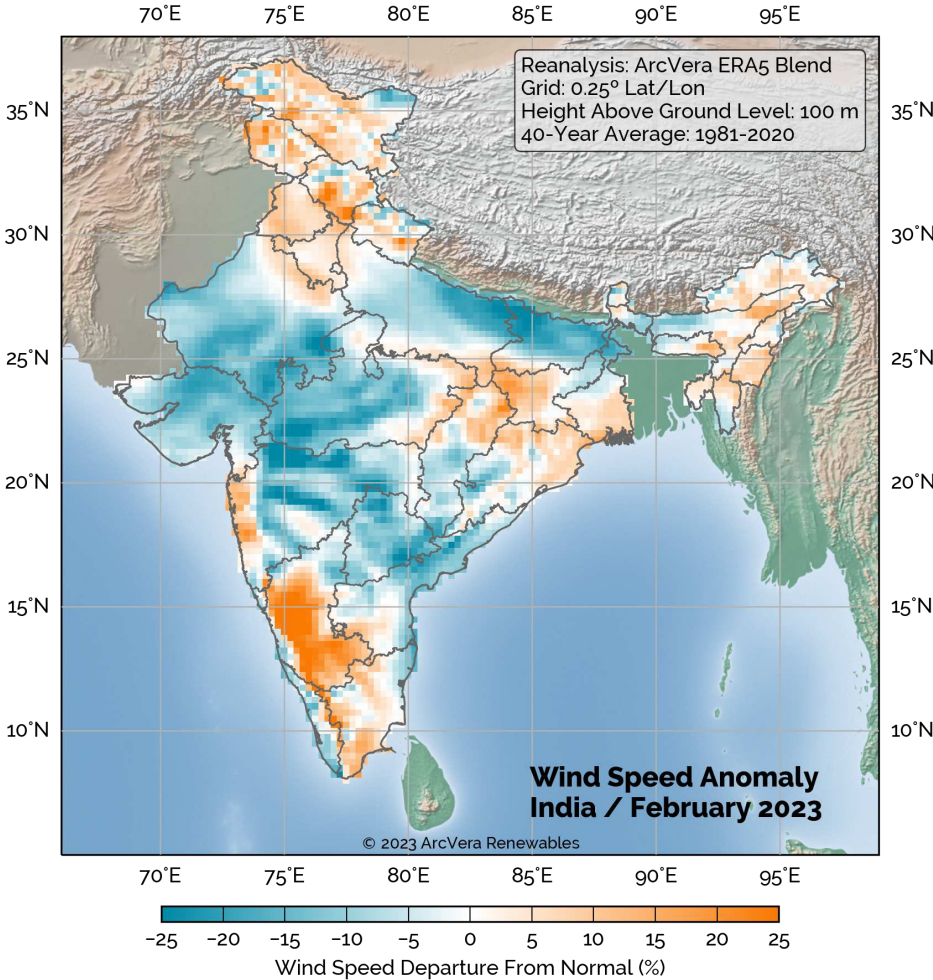 70°E 75°E 80°E 85°E 90°E 95°E
Reanalysis: ArcVera ERA5 Blend
Grid: 0.25º Lat/Lon
Height Above Ground Level: 100 m
40-Year Average: 1981-2020
35°N 35°N
30°N 30°N
25°N 25°N
20°N 20°N
15°N 15°N
10°N 10°N
Wind Speed Anomaly
India / February 2023
© 2023 ArcVera Renewables
70°E 75°E 80°E 85°E 90°E 95°E
−25 −20 −15 −10 −5 0 5 10 15 20 25
Wind Speed Departure From Normal (%)